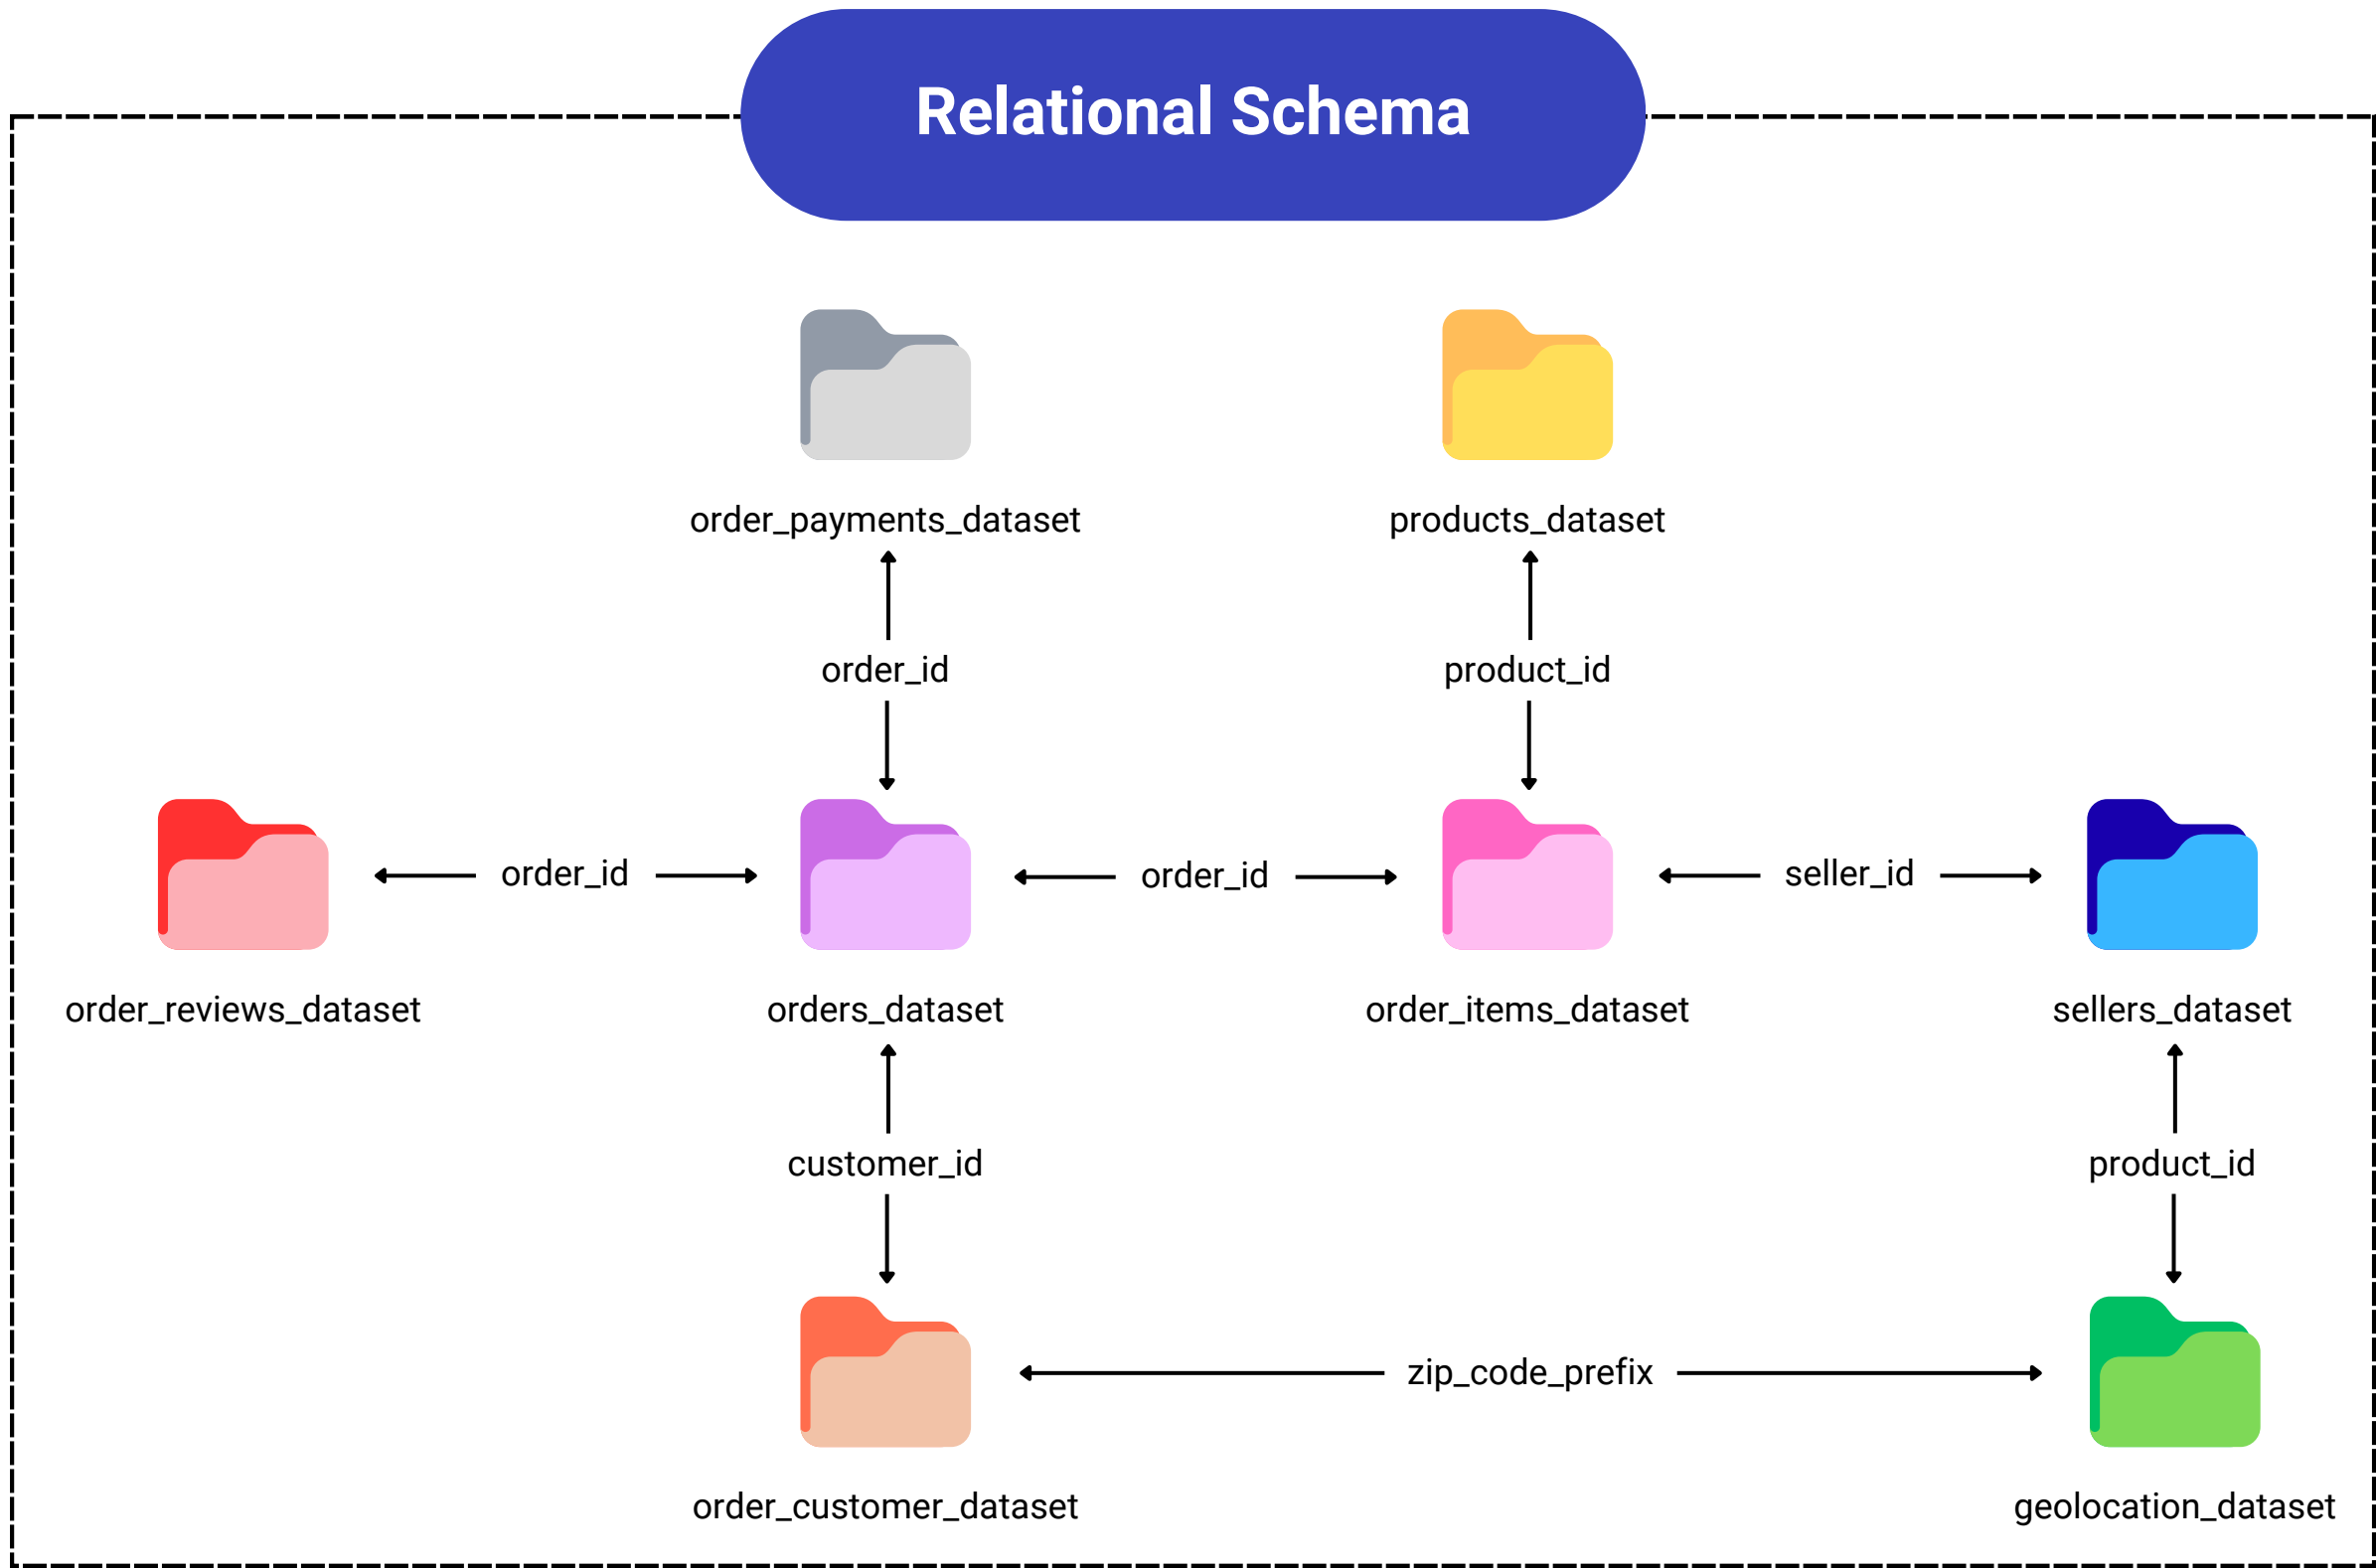 Relational Schema
order_payments_dataset
products_dataset
order_id
product_id
order_id
order_id
seller_id
order_reviews_dataset
orders_dataset
order_items_dataset
sellers_dataset
customer_id
product_id
zip_code_prefix
order_customer_dataset
geolocation_dataset